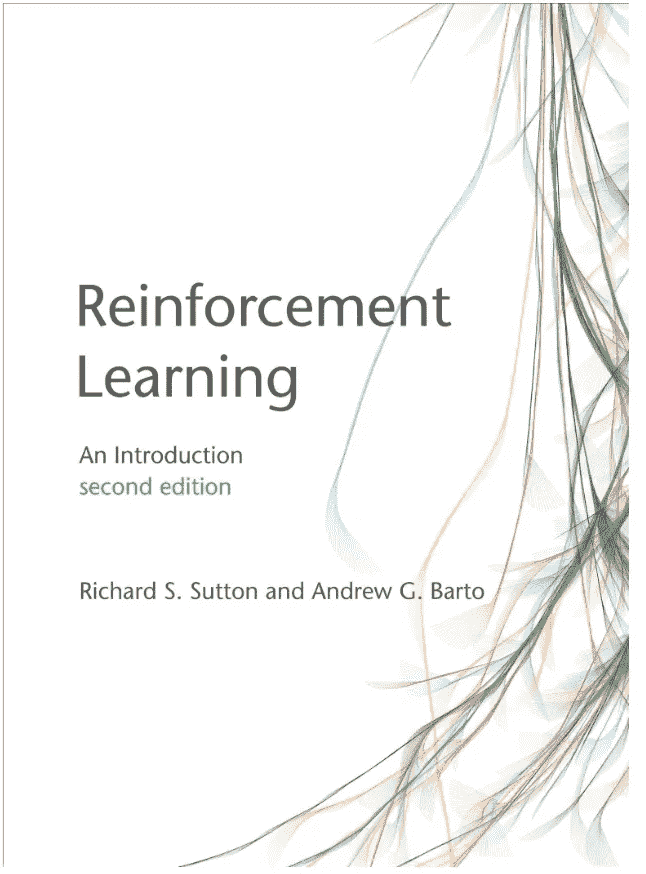 Reinforcement
Learning
An Introduction
second edition
Richard S. Sutton and Andrew G. Barto